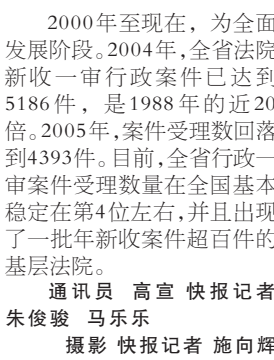 2000年至现在，为全面
发展阶段。2004年,全省法院
新收一审行政案件已达到
5186件，是1988年的近20
倍。2005年,案件受理数回落
到4393件。目前,全省行政一
审案件受理数量在全国基本
稳定在第4位左右,并且出现
了一批年新收案件超百件的
基层法院。
通讯员 高宣 快报记者
朱俊骏 马乐乐
摄影 快报记者 施向辉